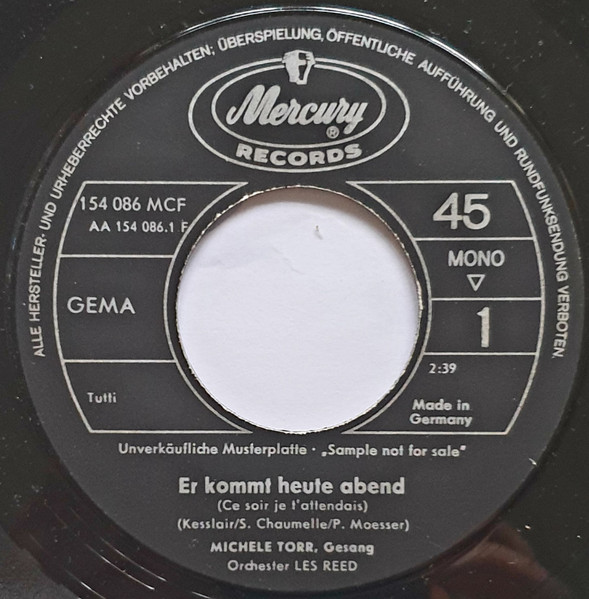 ALLE HERSTELLER- UND URHEBERRECHTE VORBEHALTEN; ÜBERSPIELUNG, ÖFFENTLICHE AUFFÜHRUNG UND RUNDFUNKSENDUNG VERBOTEN
Mercury ®
RECORDS
154 086 MCF
AA 154 086.1 F
45
MONO
GEMA
1
2:39
Tutti
Made in
Germany
Unverkäufliche Musterplatte · „Sample not for sale"
Er kommt heute abend
(Ce soir je t'attendais)
(Kesslair/S. Chaumelle/P. Moesser)
MICHELE TORR, Gesang
Orchester LES REED